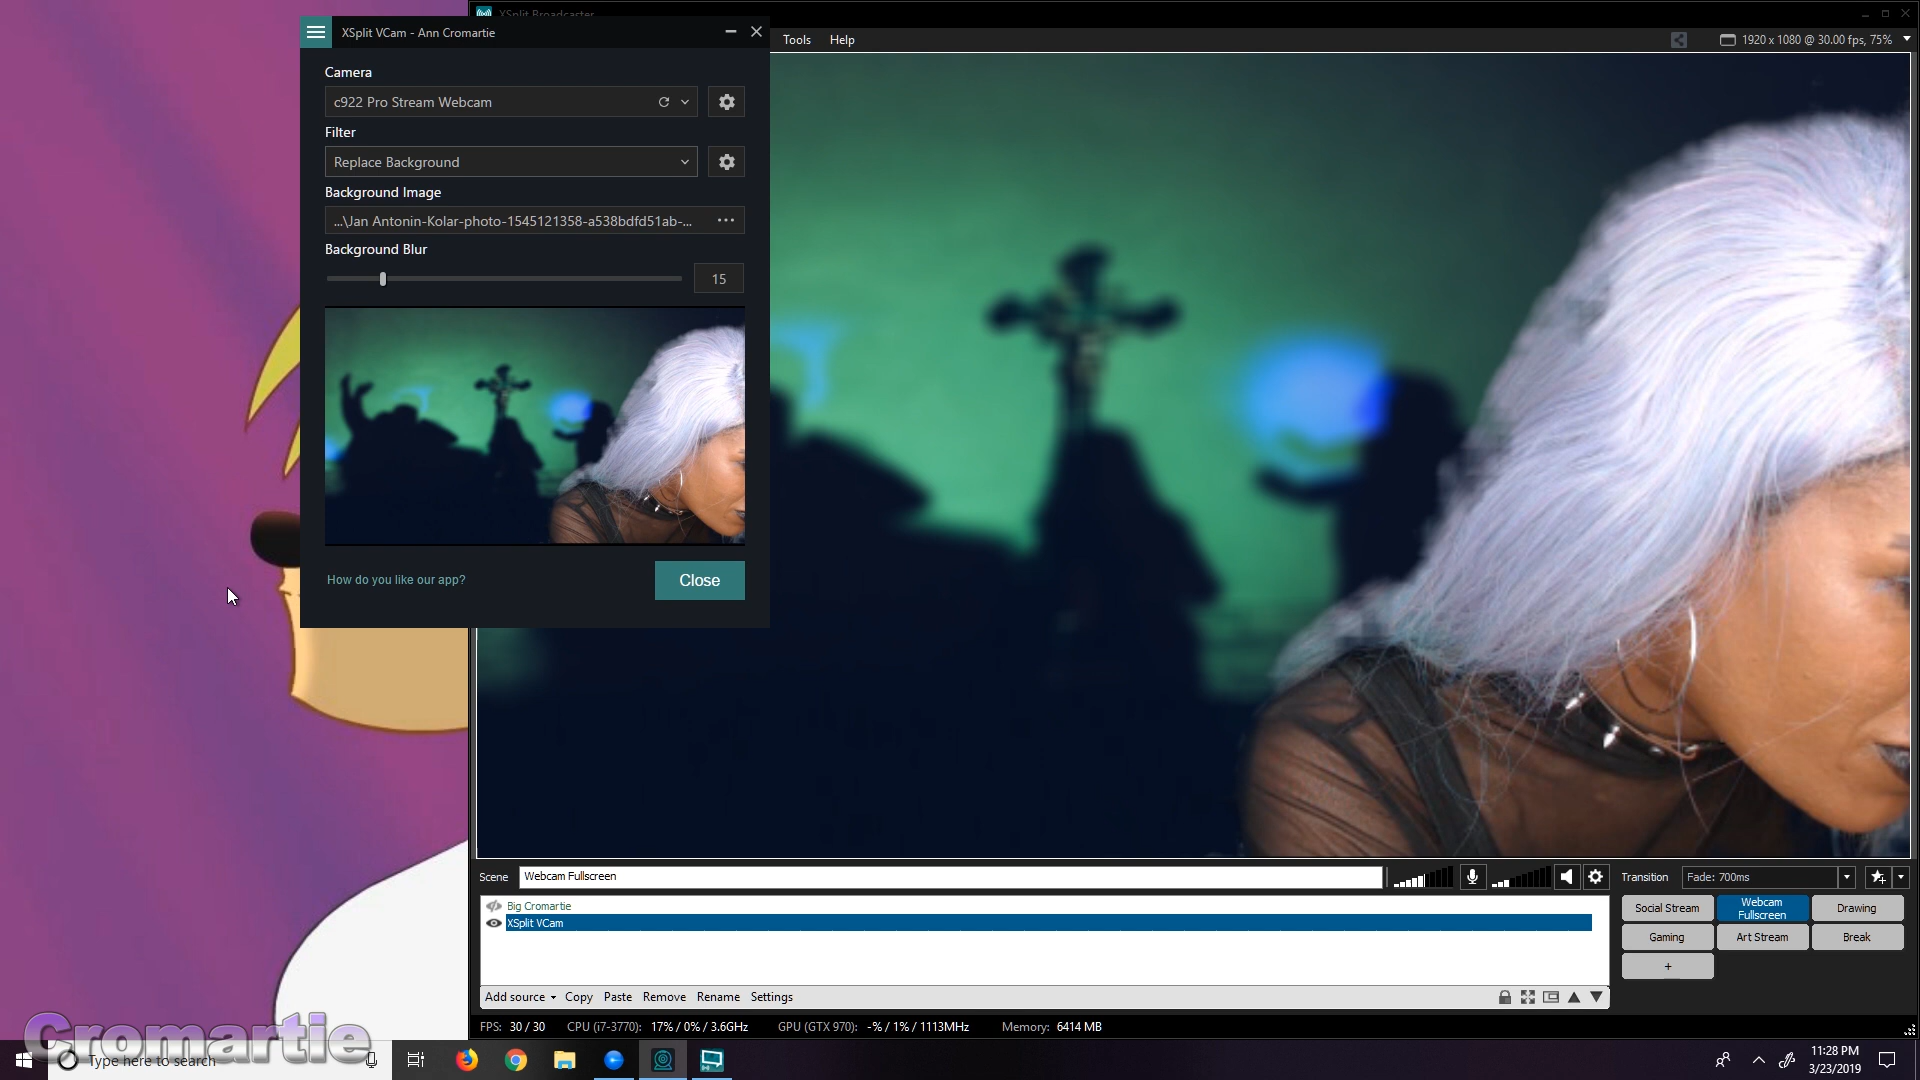 XSplit Broadcaster
XSplit VCam - Ann Cromartie
Tools Help
1920 x 1080 @ 30.00 fps, 75%
Camera
c922 Pro Stream Webcam
Filter
Replace Background
Background Image
...\Jan Antonin-Kolar-photo-1545121358-a538bdfd51ab-...
Background Blur
15
How do you like our app?
Close
Scene
Webcam Fullscreen
Transition
Fade: 700ms
Big Cromartie
XSplit VCam
Social Stream
Webcam
Fullscreen
Drawing
Gaming
Art Stream
Break
+
Add source Copy Paste Remove Rename Settings
FPS: 30 / 30 CPU (i7-3770): 17% / 0% / 3.6GHz GPU (GTX 970): -% / 1% / 1113MHz Memory: 6414 MB
Cromartie
Type here to search
11:28 PM
3/23/2019